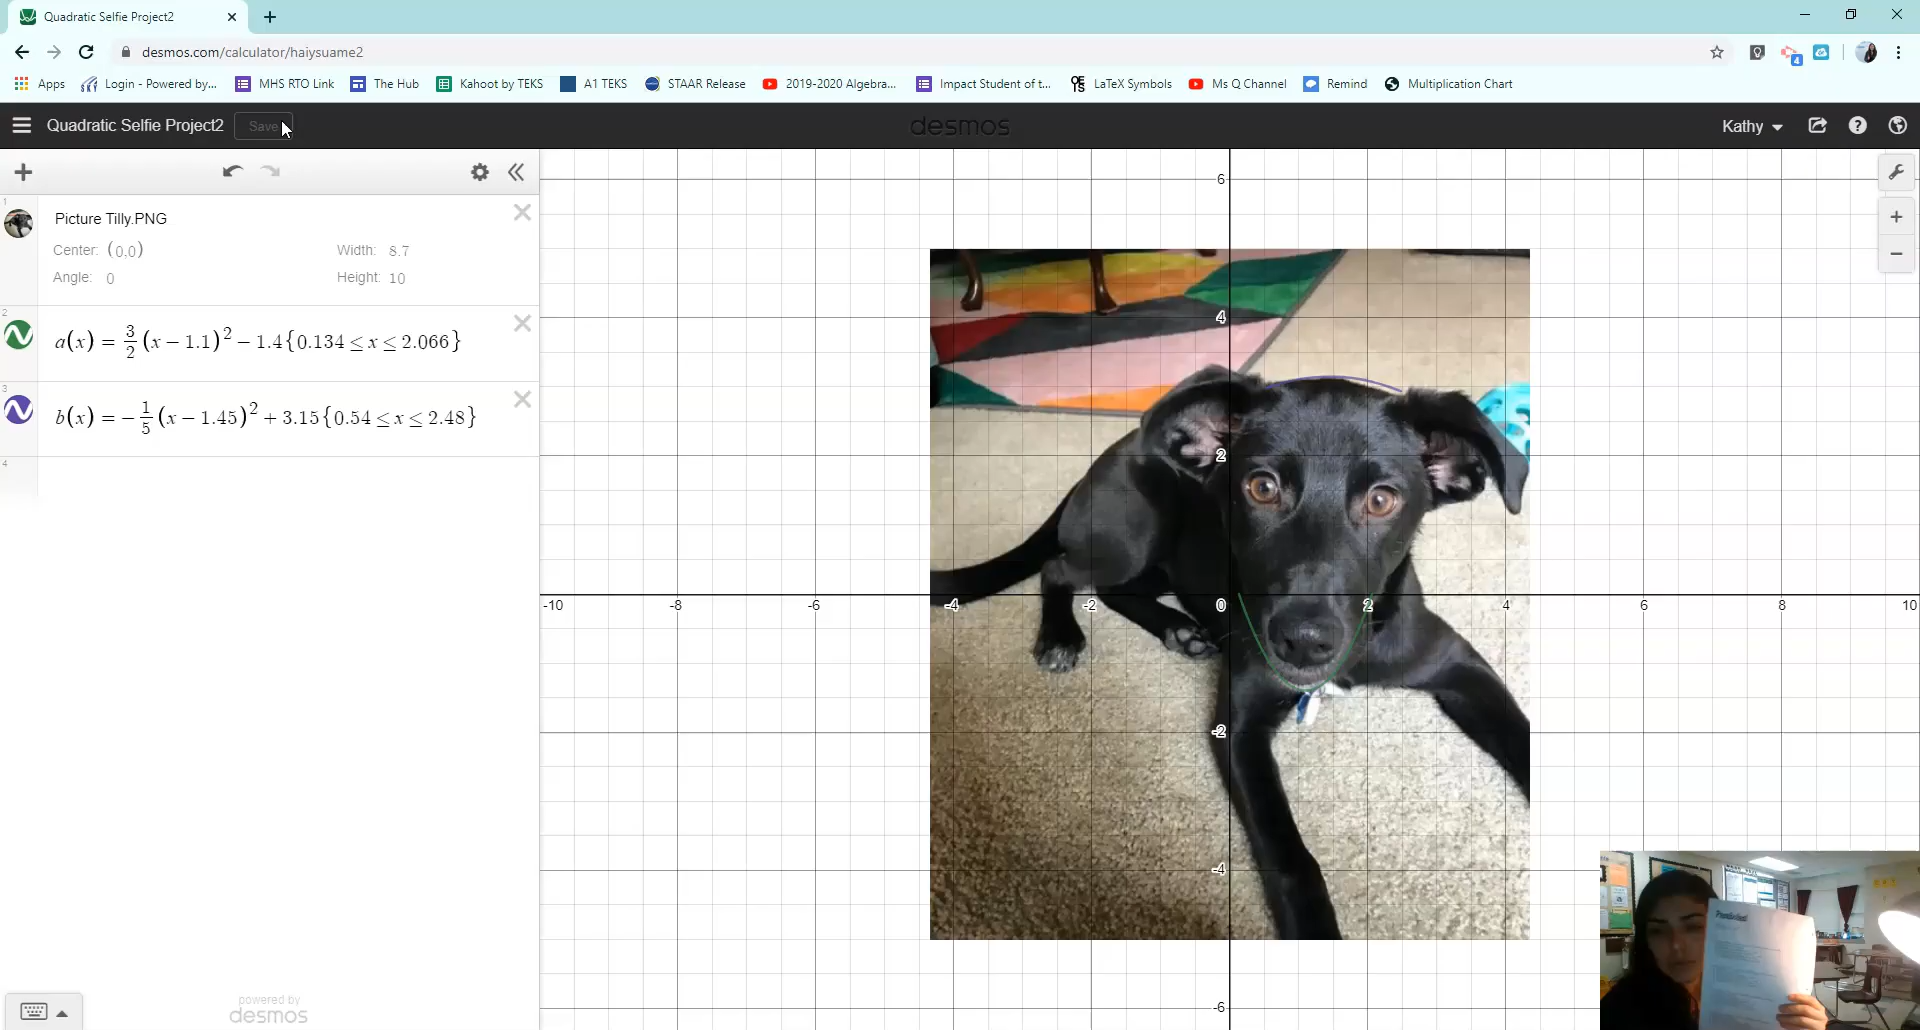 Quadratic Selfie Project2
desmos.com/calculator/haiysuame2
4
Apps Login - Powered by... MHS RTO Link The Hub Kahoot by TEKS A1 TEKS STAAR Release 2019-2020 Algebra... Impact Student of t... LaTeX Symbols Ms Q Channel Remind Multiplication Chart
Quadratic Selfie Project2 Save desmos Kathy
1
Picture Tilly.PNG
Center: (0,0) Width: 8.7
Angle: 0 Height: 10
2
a(x) = 3/2 (x − 1.1)² − 1.4{0.134 ≤ x ≤ 2.066}
3
b(x) = − 1/5 (x − 1.45)² + 3.15{0.54 ≤ x ≤ 2.48}
4
6
4
2
-10 -8 -6 -4 -2 0 2 4 6 8 10
-2
-4
-6
powered by
desmos